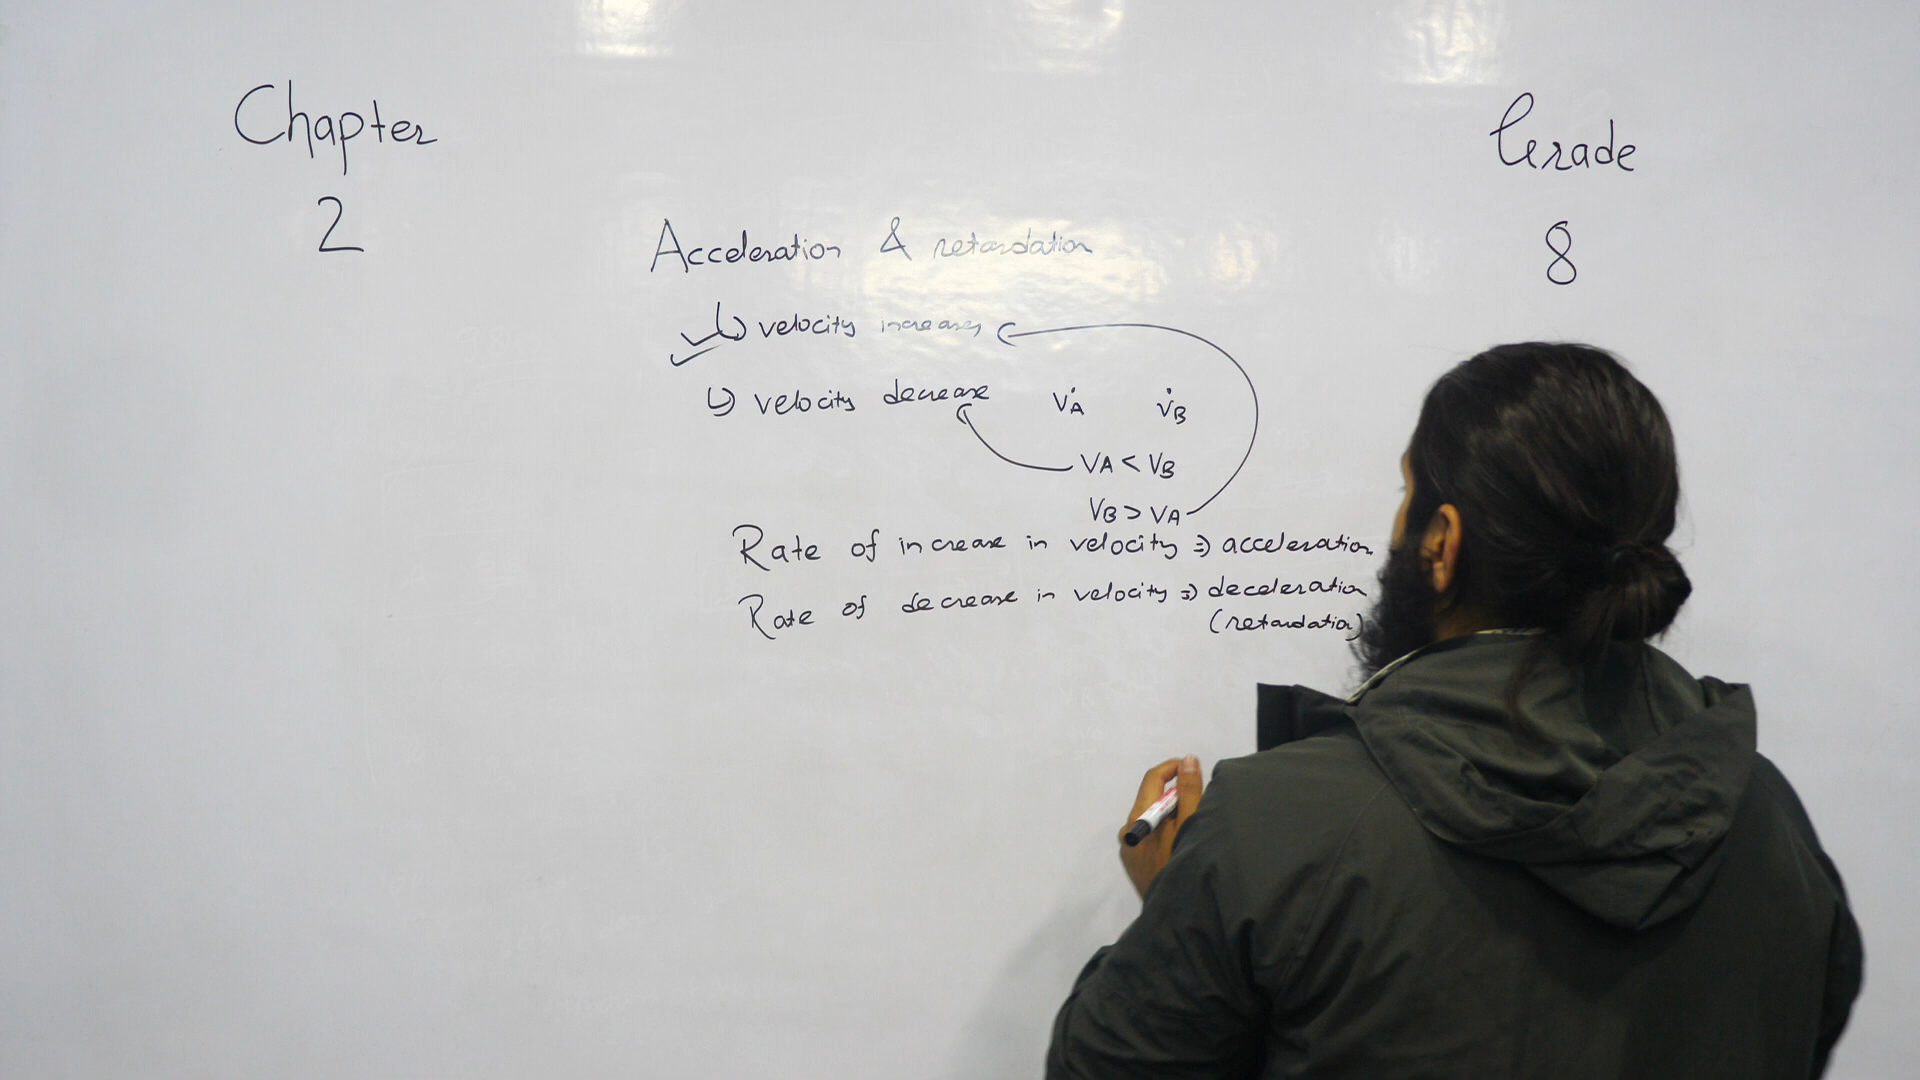 Chapter
2
Grade
8
Acceleration & retardation
velocity increases
velocity decrease
VA VB
VA < VB
VB > VA
Rate of increase in velocity ⇒ acceleration
Rate of decrease in velocity ⇒ deceleration
(retardation)